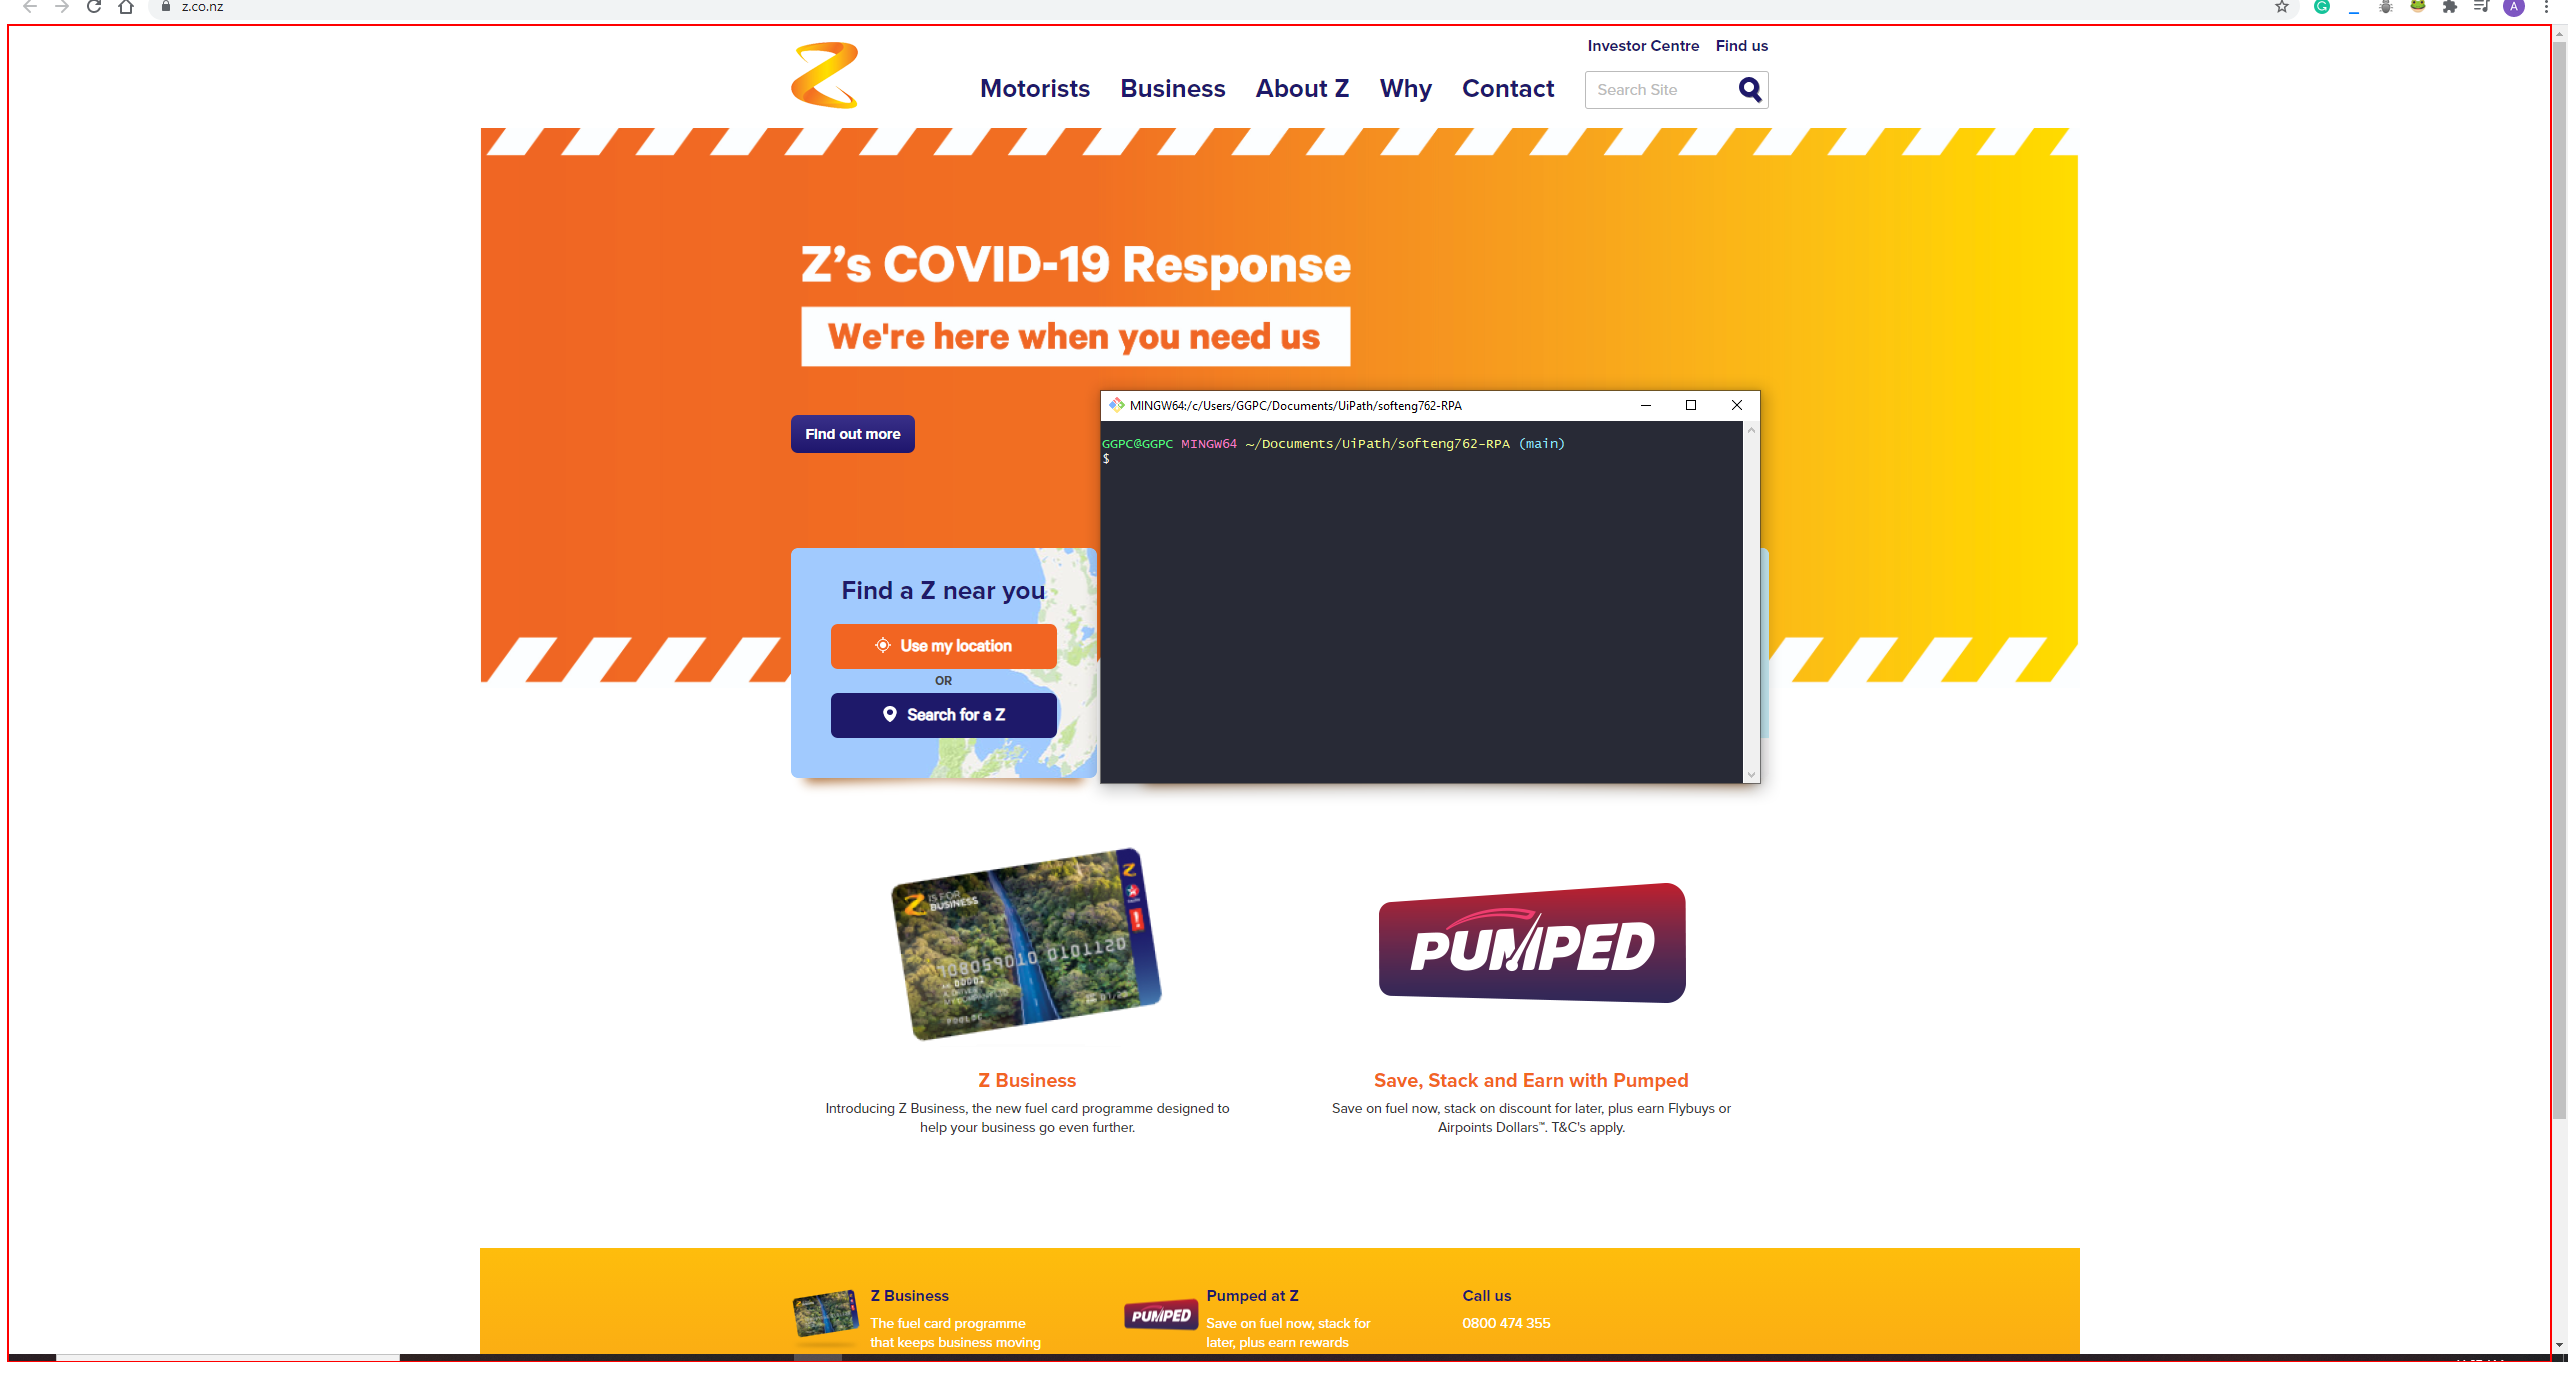 z.co.nz
A
Investor Centre Find us
Motorists Business About Z Why Contact
Search Site
Z's COVID-19 Response
We're here when you need us
Find out more
MINGW64:/c/Users/GGPC/Documents/UiPath/softeng762-RPA
GGPC@GGPC MINGW64 ~/Documents/UiPath/softeng762-RPA (main)
$
Find a Z near you
Use my location
OR
Search for a Z
Z IS FOR
BUSINESS
PUMPED
Z Business
Introducing Z Business, the new fuel card programme designed to
help your business go even further.
Save, Stack and Earn with Pumped
Save on fuel now, stack on discount for later, plus earn Flybuys or
Airpoints Dollars™. T&C's apply.
Z Business
The fuel card programme
that keeps business moving
PUMPED
Pumped at Z
Save on fuel now, stack for
later, plus earn rewards
Call us
0800 474 355